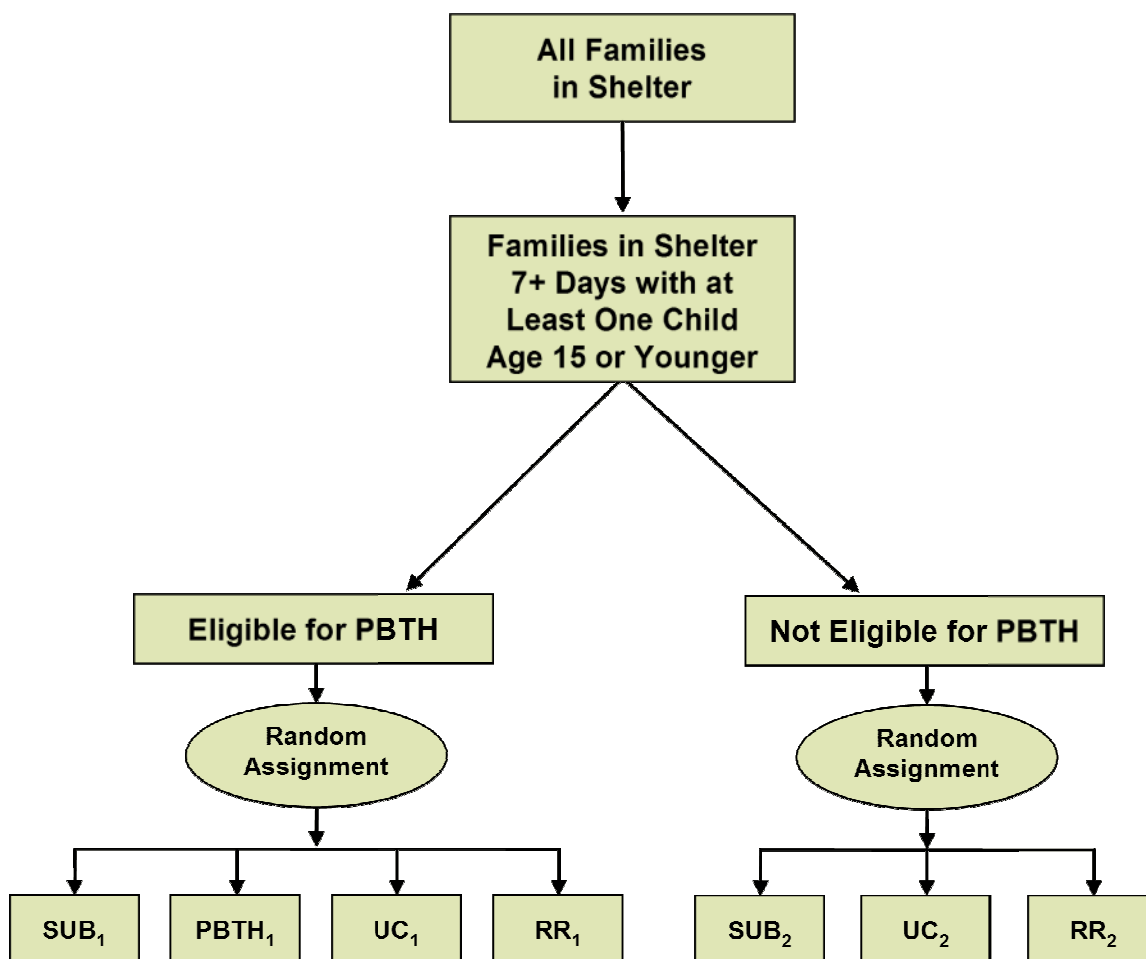 All Families
in Shelter
Families in Shelter
7+ Days with at
Least One Child
Age 15 or Younger
Eligible for PBTH
Not Eligible for PBTH
Random
Assignment
Random
Assignment
SUB₁
PBTH₁
UC₁
RR₁
SUB₂
UC₂
RR₂